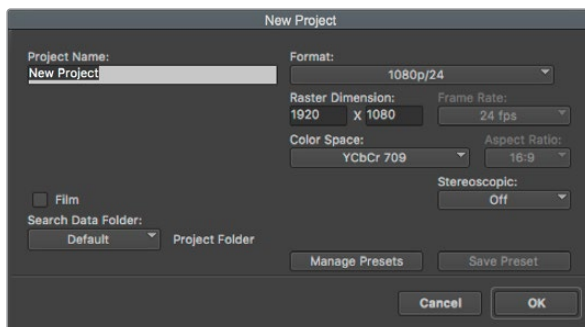 New Project
Project Name:
New Project
Format:
1080p/24
Raster Dimension:
Frame Rate:
1920 X 1080
24 fps
Color Space:
Aspect Ratio:
YCbCr 709
16:9
Stereoscopic:
Off
Film
Search Data Folder:
Default
Project Folder
Manage Presets
Save Preset
Cancel
OK